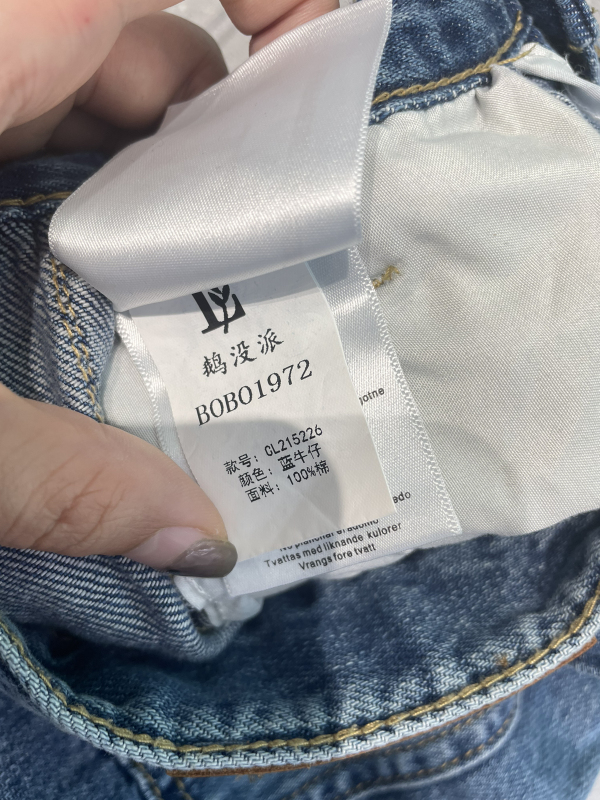 鹅没派
BOBO1972
款号: GL215226
颜色: 蓝牛仔
面料: 100%棉
Tvattas med liknande kulorer
Vrangs fore tvatt